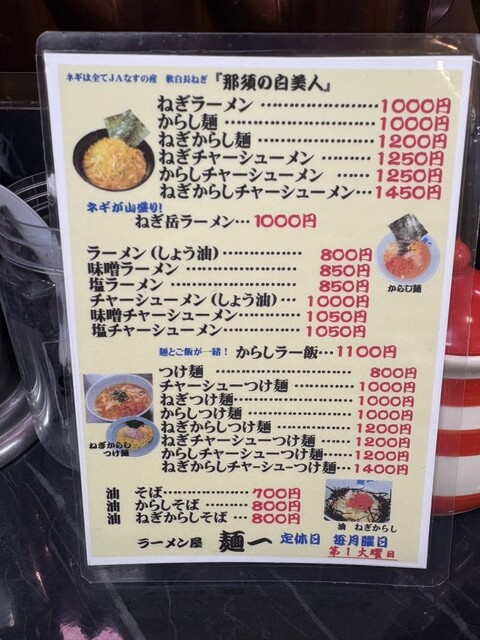 ネギは全てJAなすの産 軟白長ねぎ『那須の白美人』
ねぎラーメン …………………1000円
からし麺 ………………………1000円
ねぎからし麺 …………………1200円
ねぎチャーシューメン ………1250円
からしチャーシューメン ……1250円
ねぎからしチャーシューメン…1450円
ネギが山盛り!
ねぎ岳ラーメン…1000円
からし麺
ラーメン(しょう油)……………800円
味噌ラーメン ……………………850円
塩ラーメン ………………………850円
チャーシューメン(しょう油)…1000円
味噌チャーシューメン…………1050円
塩チャーシューメン……………1050円
麺とご飯が一緒! からしラー飯…1100円
つけ麺 ……………………………800円
チャーシューつけ麺 …………1000円
ねぎつけ麺………………………1000円
からしつけ麺 …………………1000円
ねぎからしつけ麺 ……………1200円
ねぎチャーシューつけ麺 ……1200円
からしチャーシューつけ麺……1200円
ねぎからしチャーシューつけ麺…1400円
ねぎからし
つけ麺
油 そば……………………700円
油 からしそば ……………800円
油 ねぎからしそば ………800円
油 ねぎからし
ラーメン屋 麺一 定休日 毎月曜日
第1火曜日